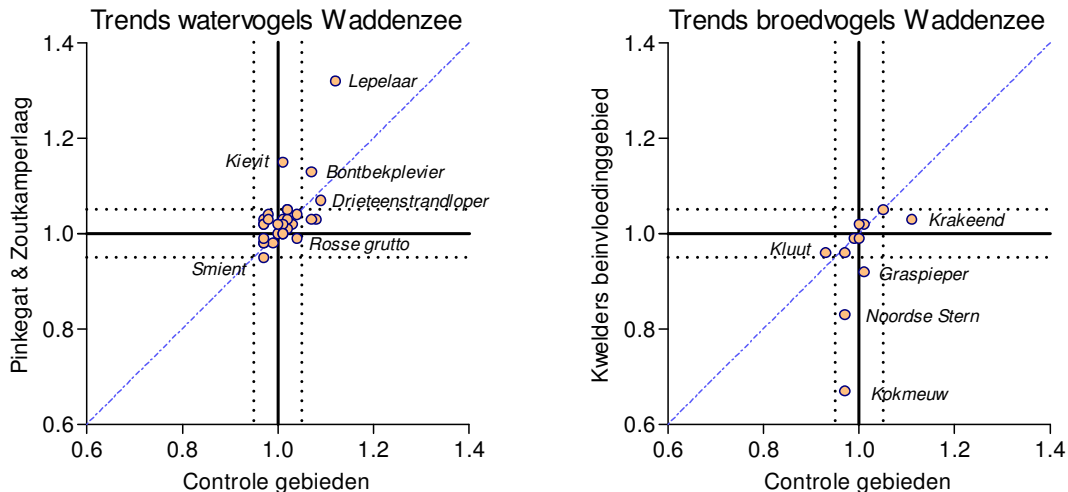 Trends watervogels Waddenzee
Pinkegat & Zoutkamperlaag
1.4
1.2
1.0
0.8
0.6
Lepelaar
Kievit
Bontbekplevier
Drieteenstrandloper
Rosse grutto
Smient
0.6
0.8
1.0
1.2
1.4
Controle gebieden
Trends broedvogels Waddenzee
Kwelders beinvloedinggebied
1.4
1.2
1.0
0.8
0.6
Krakeend
Kluut
Graspieper
Noordse Stern
Kokmeuw
0.6
0.8
1.0
1.2
1.4
Controle gebieden